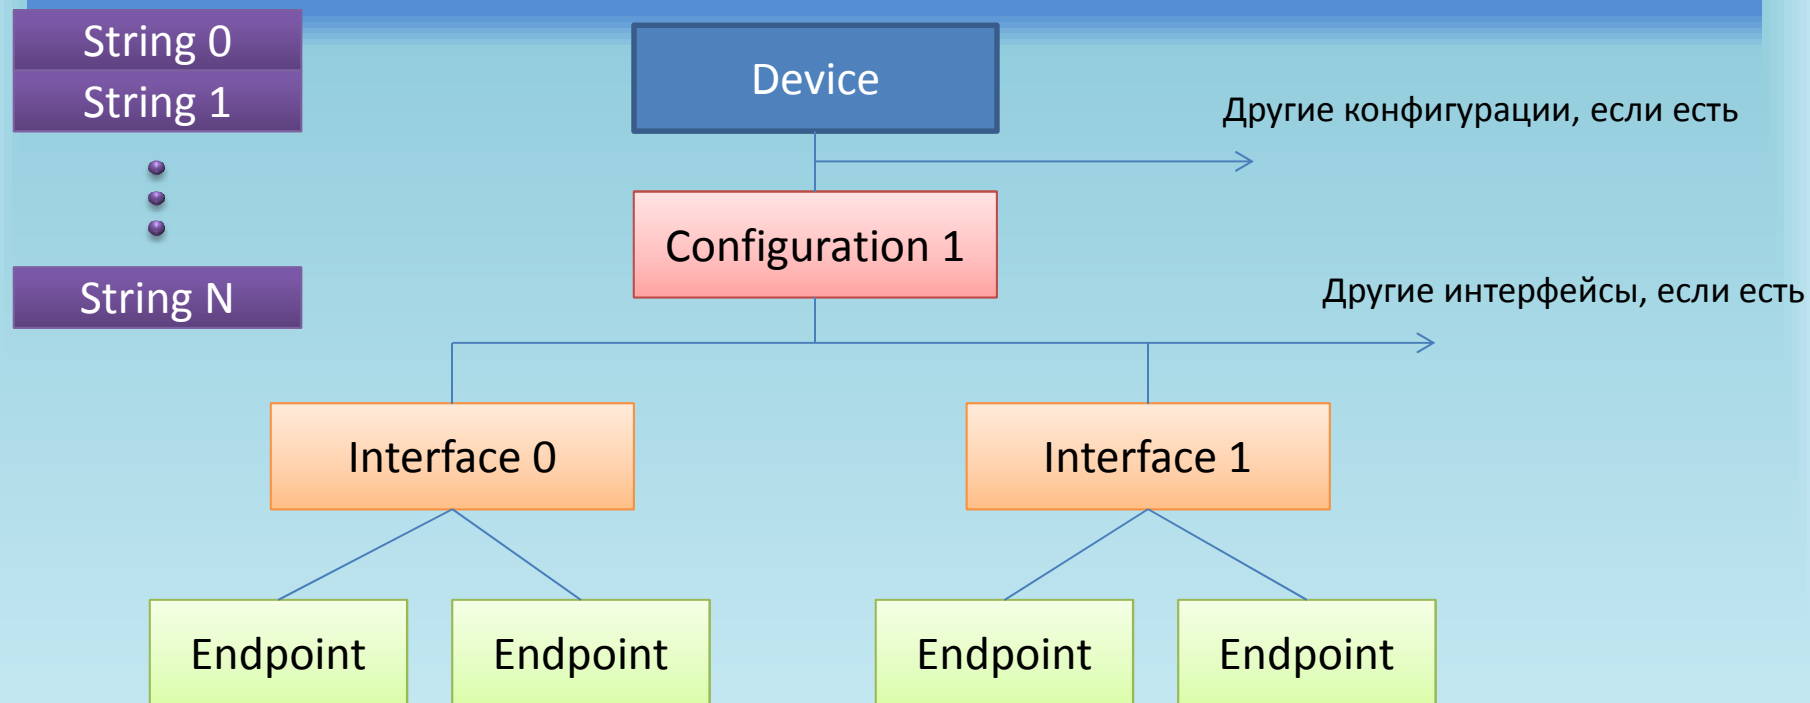 String 0
String 1
String N
Device
Другие конфигурации, если есть
Configuration 1
Другие интерфейсы, если есть
Interface 0
Interface 1
Endpoint
Endpoint
Endpoint
Endpoint